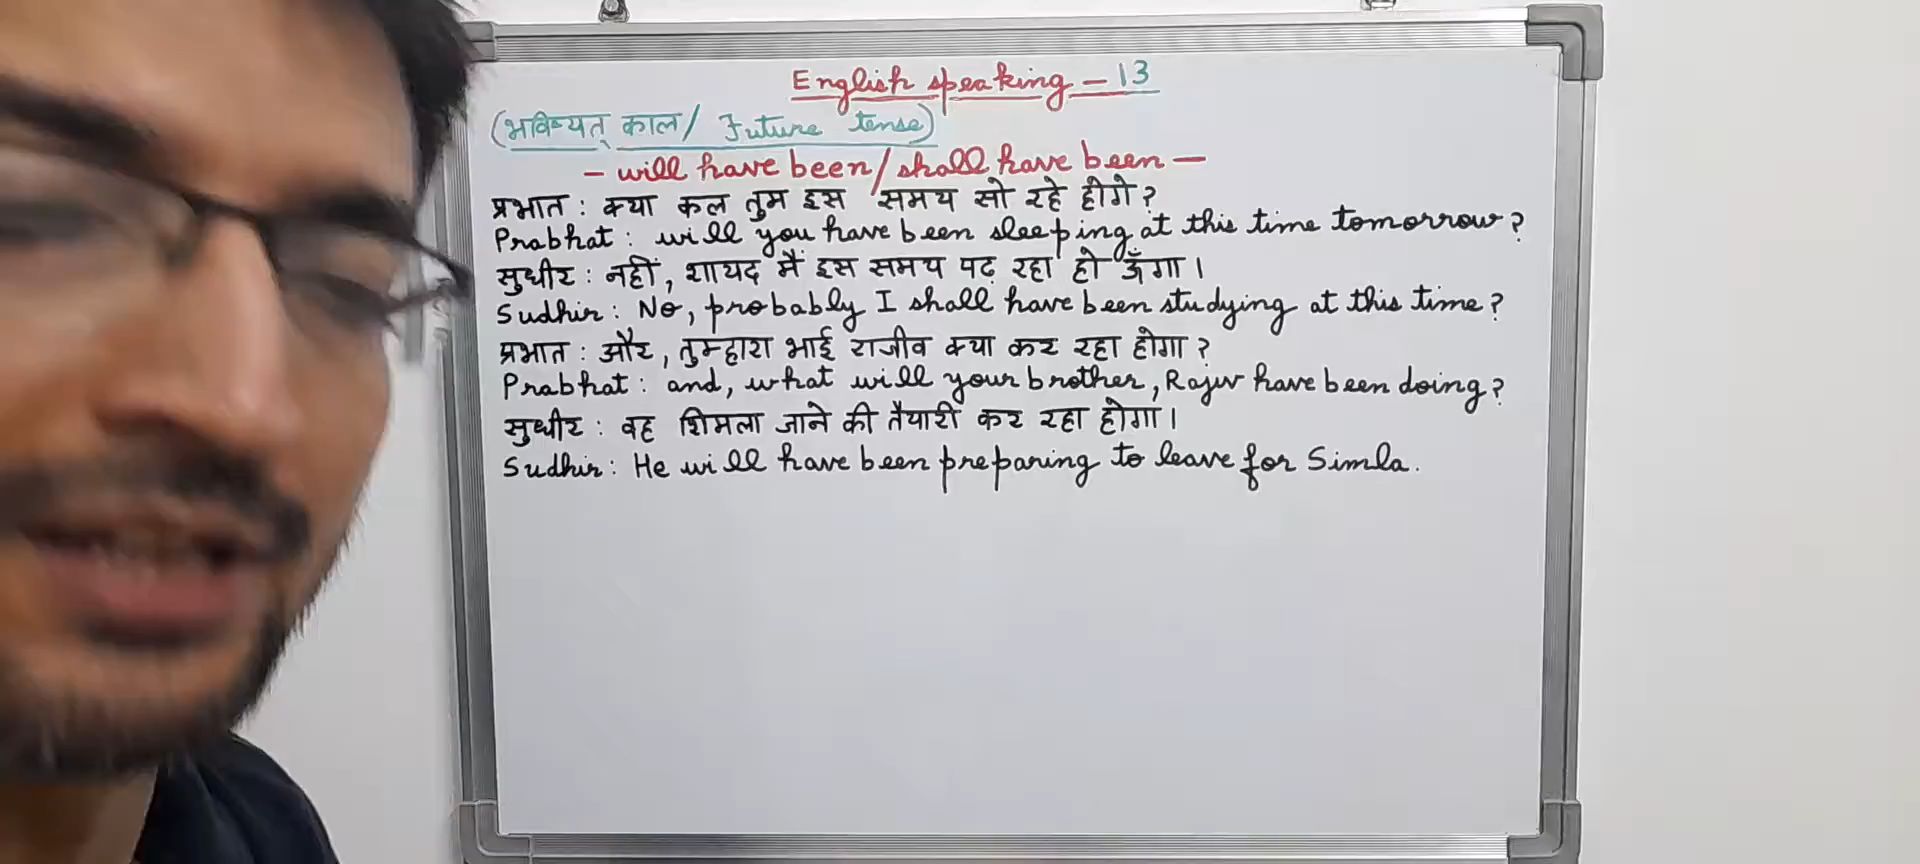 English speaking - 13
(भविष्यत् काल/ Future tense)
- will have been/shall have been -
प्रभात : क्या कल तुम इस समय सो रहे होगे?
Prabhat : will you have been sleeping at this time tomorrow?
सुधीर : नहीं, शायद मैं इस समय पढ़ रहा होऊँगा।
Sudhir : No, probably I shall have been studying at this time?
प्रभात : और, तुम्हारा भाई राजीव क्या कर रहा होगा?
Prabhat : and, what will your brother, Rajiv have been doing?
सुधीर : वह शिमला जाने की तैयारी कर रहा होगा।
Sudhir : He will have been preparing to leave for Simla.